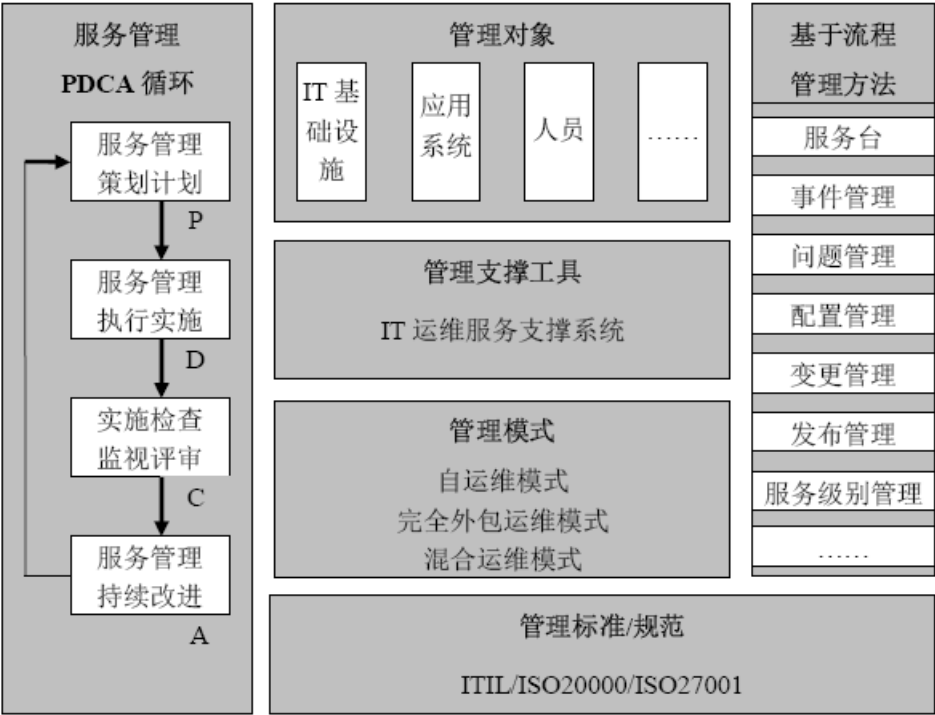 服务管理
PDCA 循环
服务管理
策划计划
P
服务管理
执行实施
D
实施检查
监视评审
C
服务管理
持续改进
A
管理对象
IT 基
础设
施
应用
系统
人员
……
管理支撑工具
IT 运维服务支撑系统
管理模式
自运维模式
完全外包运维模式
混合运维模式
基于流程
管理方法
服务台
事件管理
问题管理
配置管理
变更管理
发布管理
服务级别管理
……
管理标准/规范
ITIL/ISO20000/ISO27001